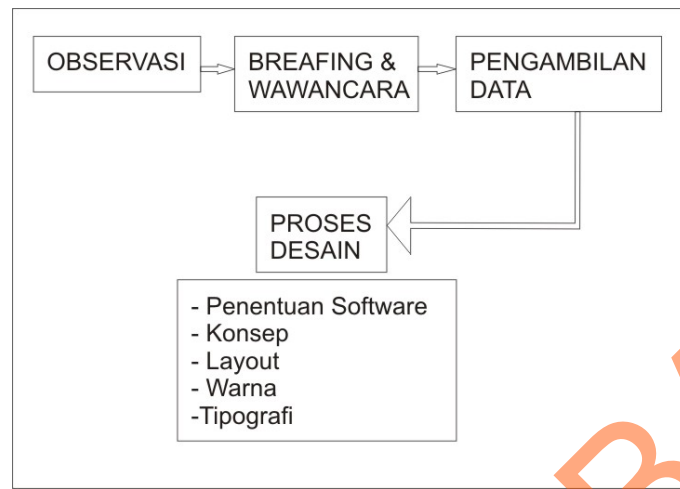 OBSERVASI
BREAFING &
WAWANCARA
PENGAMBILAN
DATA
PROSES
DESAIN
- Penentuan Software
- Konsep
- Layout
- Warna
-Tipografi